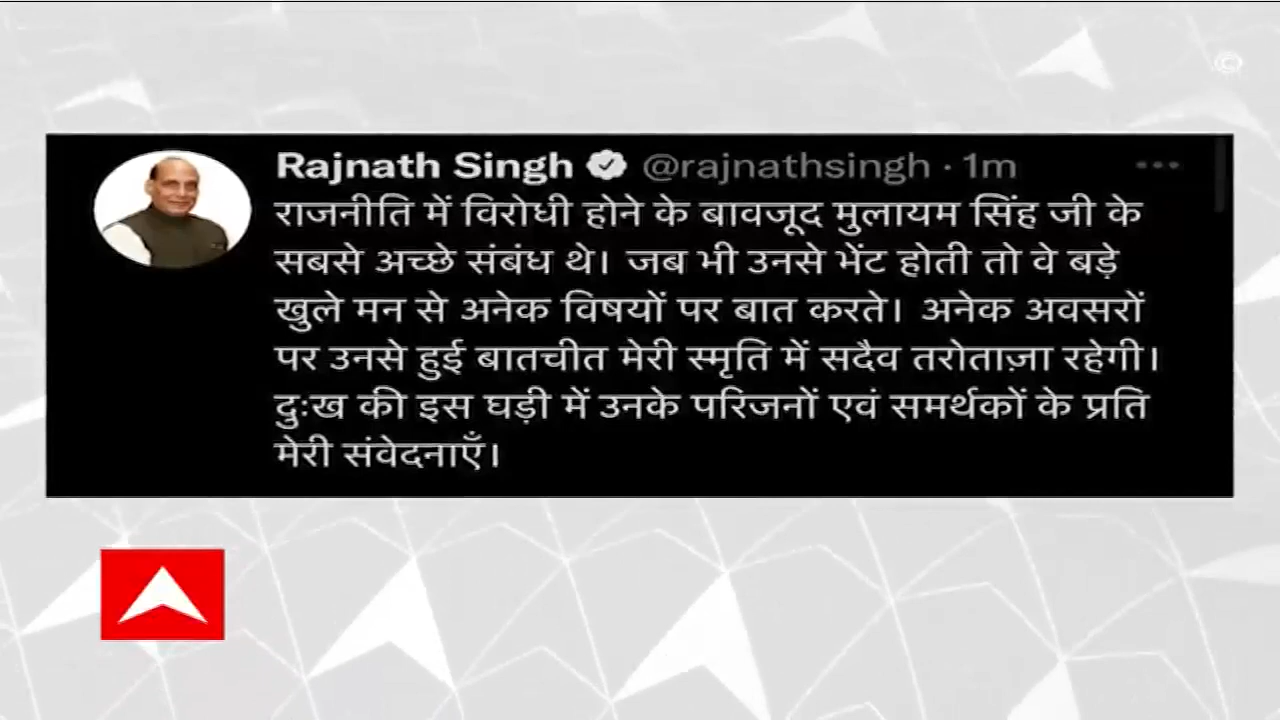 ©
Rajnath Singh @rajnathsingh · 1m
राजनीति में विरोधी होने के बावजूद मुलायम सिंह जी के
सबसे अच्छे संबंध थे। जब भी उनसे भेंट होती तो वे बड़े
खुले मन से अनेक विषयों पर बात करते। अनेक अवसरों
पर उनसे हुई बातचीत मेरी स्मृति में सदैव तरोताज़ा रहेगी।
दुःख की इस घड़ी में उनके परिजनों एवं समर्थकों के प्रति
मेरी संवेदनाएँ।